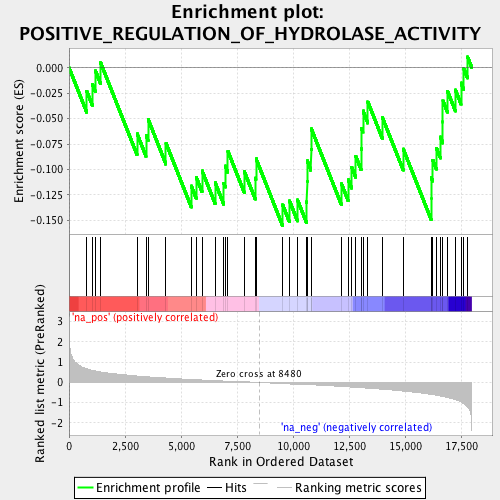 Enrichment plot:
POSITIVE_REGULATION_OF_HYDROLASE_ACTIVITY
Enrichment score (ES)
0.000
-0.025
-0.050
-0.075
-0.100
-0.125
-0.150
'na_pos' (positively correlated)
Ranked list metric (PreRanked)
3
2
1
0
-1
-2
Zero cross at 8480
'na_neg' (negatively correlated)
0
2,500
5,000
7,500
10,000
12,500
15,000
17,500
Rank in Ordered Dataset
Enrichment profile
Hits
Ranking metric scores